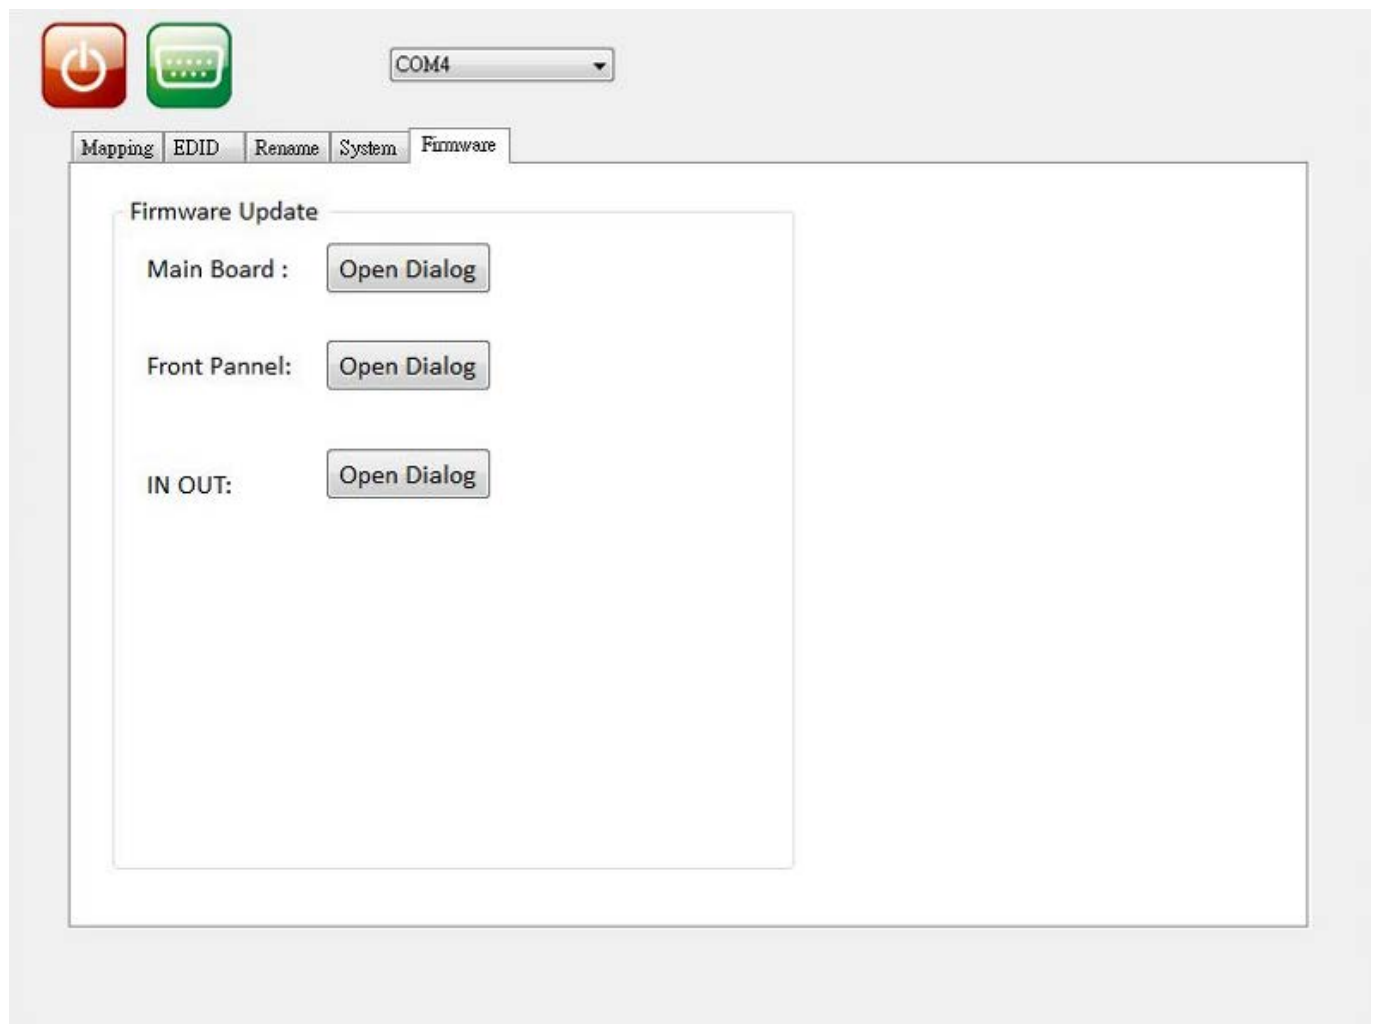 COM4
Mapping EDID Rename System Firmware
Firmware Update
Main Board : Open Dialog
Front Pannel: Open Dialog
IN OUT: Open Dialog